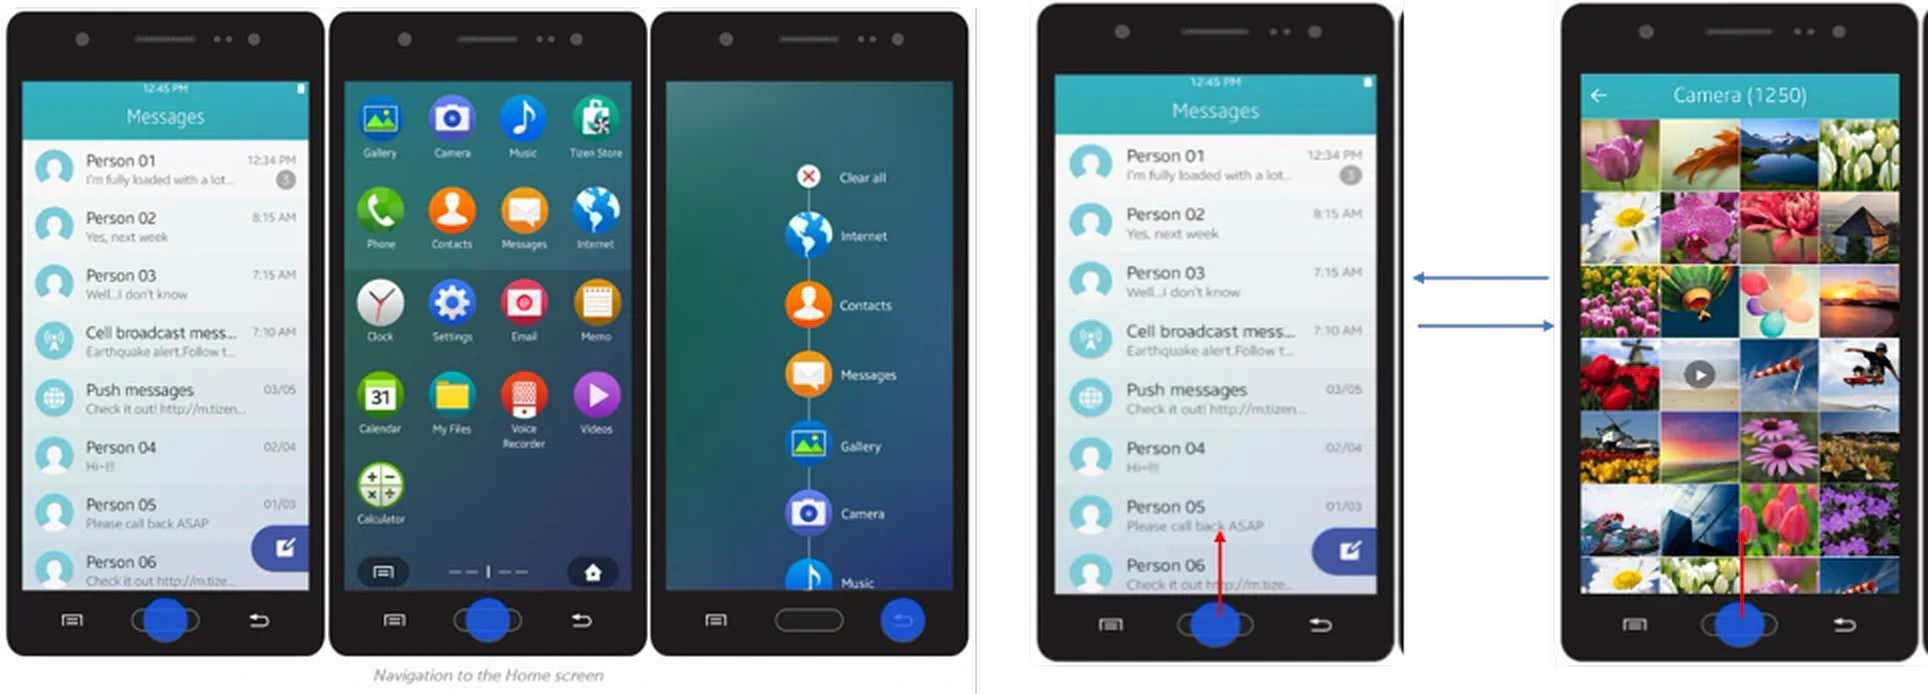 12:45 PM
Messages
Person 01
12:34 PM
I'm fully loaded with a lot...
3
Person 02
8:15 AM
Yes, next week
Person 03
7:15 AM
Well...I don't know
Cell broadcast mess...
7:10 AM
Earthquake alert.Follow t...
Push messages
03/05
Check it out! http://m.tizen...
Person 04
02/04
Hi~!!!
Person 05
01/03
Please call back ASAP
Person 06
Check it out http://m.tize...
Gallery
Camera
Music
Tizen Store
Phone
Contacts
Messages
Internet
Clock
Settings
Email
Memo
31
Calendar
My Files
Voice
Recorder
Videos
Calculator
Clear all
Internet
Contacts
Messages
Gallery
Camera
Music
Navigation to the Home screen
12:45 PM
Messages
Person 01
12:34 PM
I'm fully loaded with a lot...
3
Person 02
8:15 AM
Yes, next week
Person 03
7:15 AM
Well...I don't know
Cell broadcast mess...
7:10 AM
Earthquake alert.Follow t...
Push messages
03/05
Check it out! http://m.tizen...
Person 04
02/04
Hi~!!!
Person 05
01/03
Please call back ASAP
Person 06
Check it out http://m.tize...
Camera (1250)